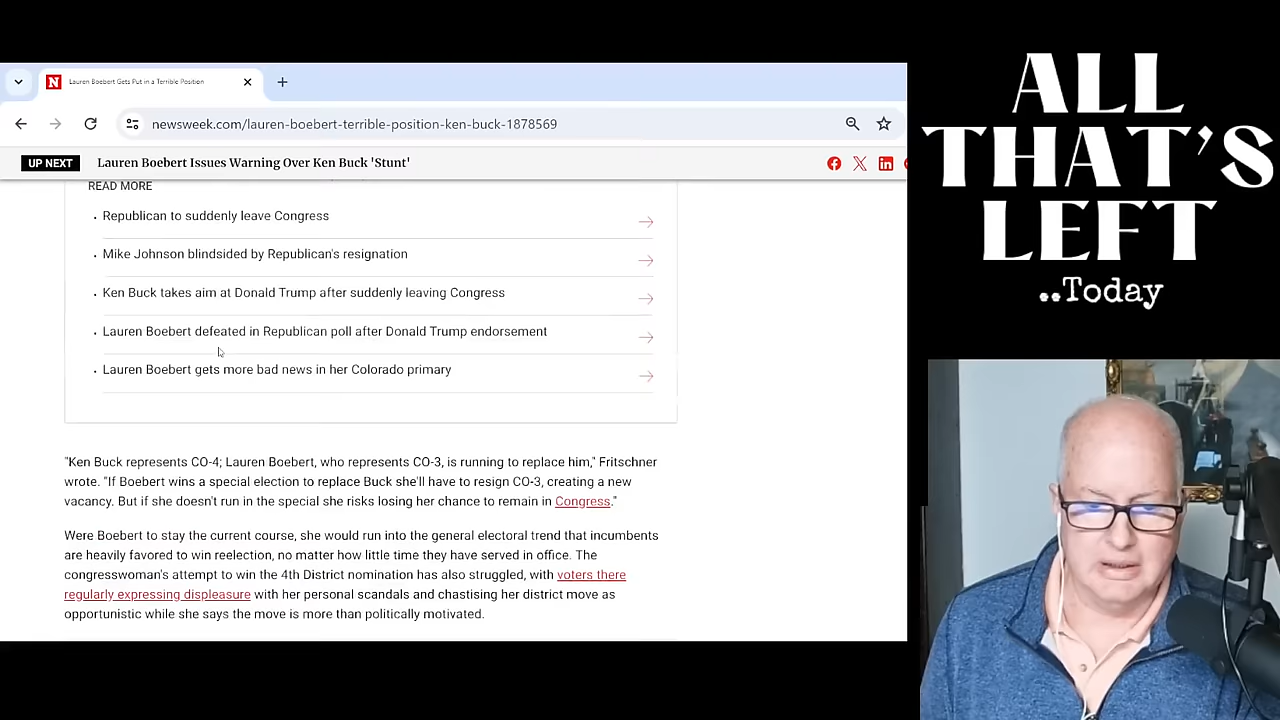 Lauren Boebert Gets Put in a Terrible Position
newsweek.com/lauren-boebert-terrible-position-ken-buck-1878569
UP NEXT Lauren Boebert Issues Warning Over Ken Buck 'Stunt'
READ MORE
Republican to suddenly leave Congress
Mike Johnson blindsided by Republican's resignation
Ken Buck takes aim at Donald Trump after suddenly leaving Congress
Lauren Boebert defeated in Republican poll after Donald Trump endorsement
Lauren Boebert gets more bad news in her Colorado primary
"Ken Buck represents CO-4; Lauren Boebert, who represents CO-3, is running to replace him," Fritschner
wrote. "If Boebert wins a special election to replace Buck she'll have to resign CO-3, creating a new
vacancy. But if she doesn't run in the special she risks losing her chance to remain in Congress."
Were Boebert to stay the current course, she would run into the general electoral trend that incumbents
are heavily favored to win reelection, no matter how little time they have served in office. The
congresswoman's attempt to win the 4th District nomination has also struggled, with voters there
regularly expressing displeasure with her personal scandals and chastising her district move as
opportunistic while she says the move is more than politically motivated.
ALL
THAT'S
LEFT
..Today